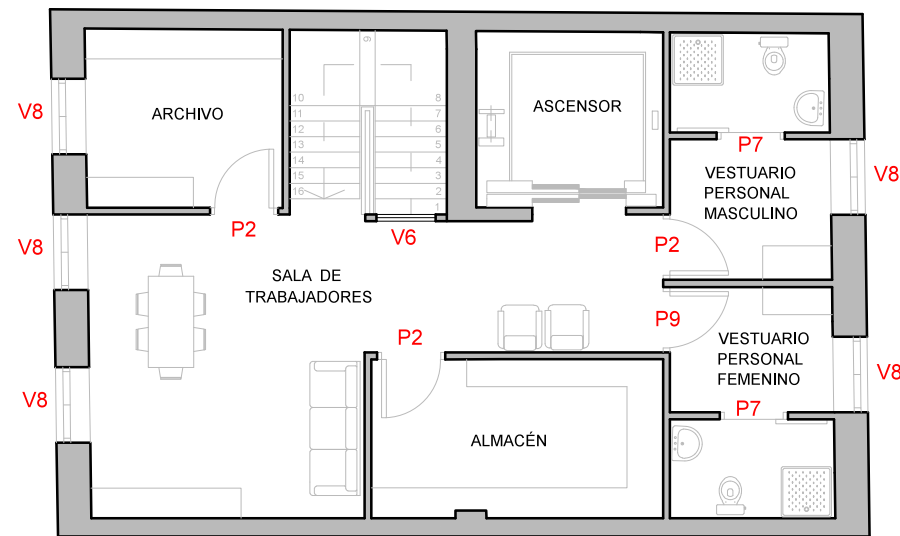 9
ARCHIVO
ASCENSOR
V8
10
8
11
7
12
6
13
5
14
4
15
3
16
2
1
P7
VESTUARIO
PERSONAL
MASCULINO
V8
P2
V6
P2
V8
SALA DE
TRABAJADORES
P9
P2
VESTUARIO
PERSONAL
FEMENINO
V8
V8
P7
ALMACÉN